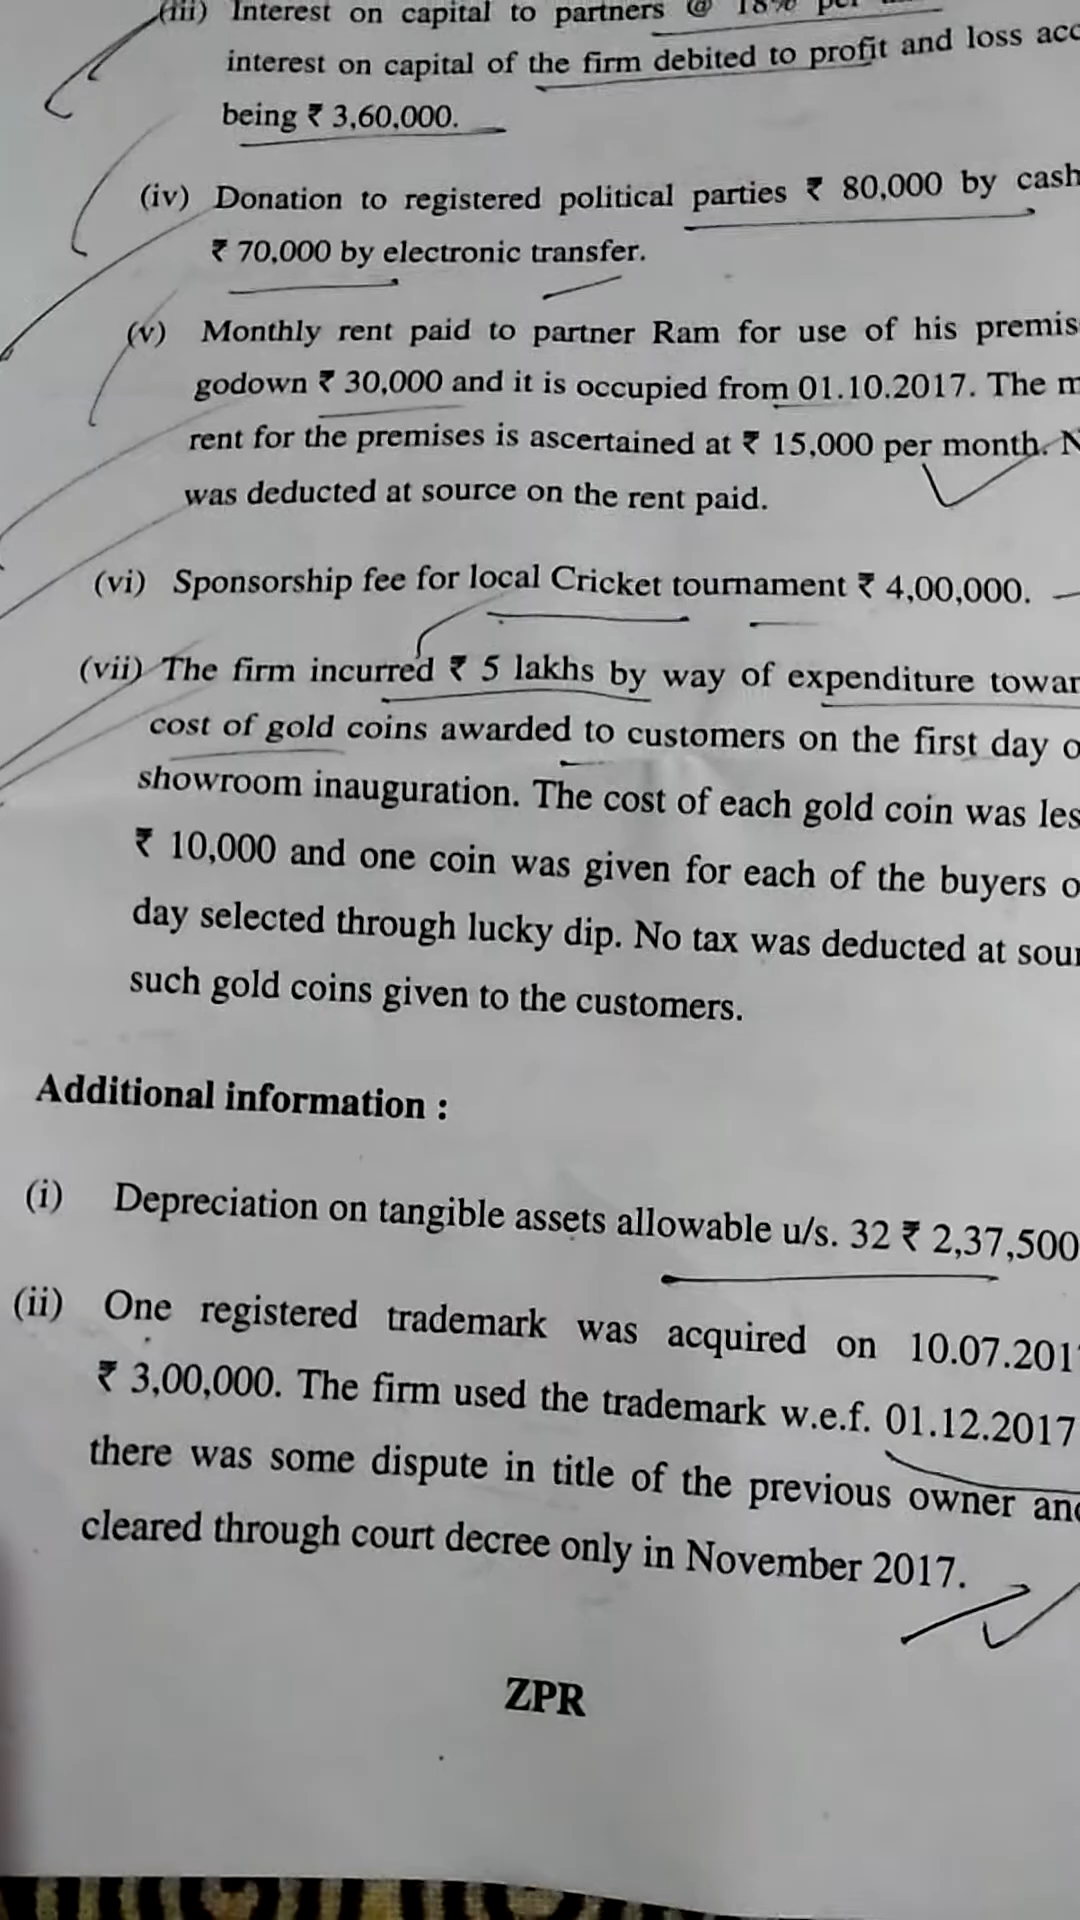 (iii) Interest on capital to partners @ 18% per
interest on capital of the firm debited to profit and loss acc
being ₹ 3,60,000.
(iv) Donation to registered political parties ₹ 80,000 by cash
₹ 70,000 by electronic transfer.
(v) Monthly rent paid to partner Ram for use of his premis
godown ₹ 30,000 and it is occupied from 01.10.2017. The m
rent for the premises is ascertained at ₹ 15,000 per month. N
was deducted at source on the rent paid.
(vi) Sponsorship fee for local Cricket tournament ₹ 4,00,000.
(vii) The firm incurred ₹ 5 lakhs by way of expenditure towar
cost of gold coins awarded to customers on the first day o
showroom inauguration. The cost of each gold coin was les
₹ 10,000 and one coin was given for each of the buyers o
day selected through lucky dip. No tax was deducted at sour
such gold coins given to the customers.
Additional information :
(i) Depreciation on tangible assets allowable u/s. 32 ₹ 2,37,500
(ii) One registered trademark was acquired on 10.07.201
₹ 3,00,000. The firm used the trademark w.e.f. 01.12.2017
there was some dispute in title of the previous owner and
cleared through court decree only in November 2017.
ZPR